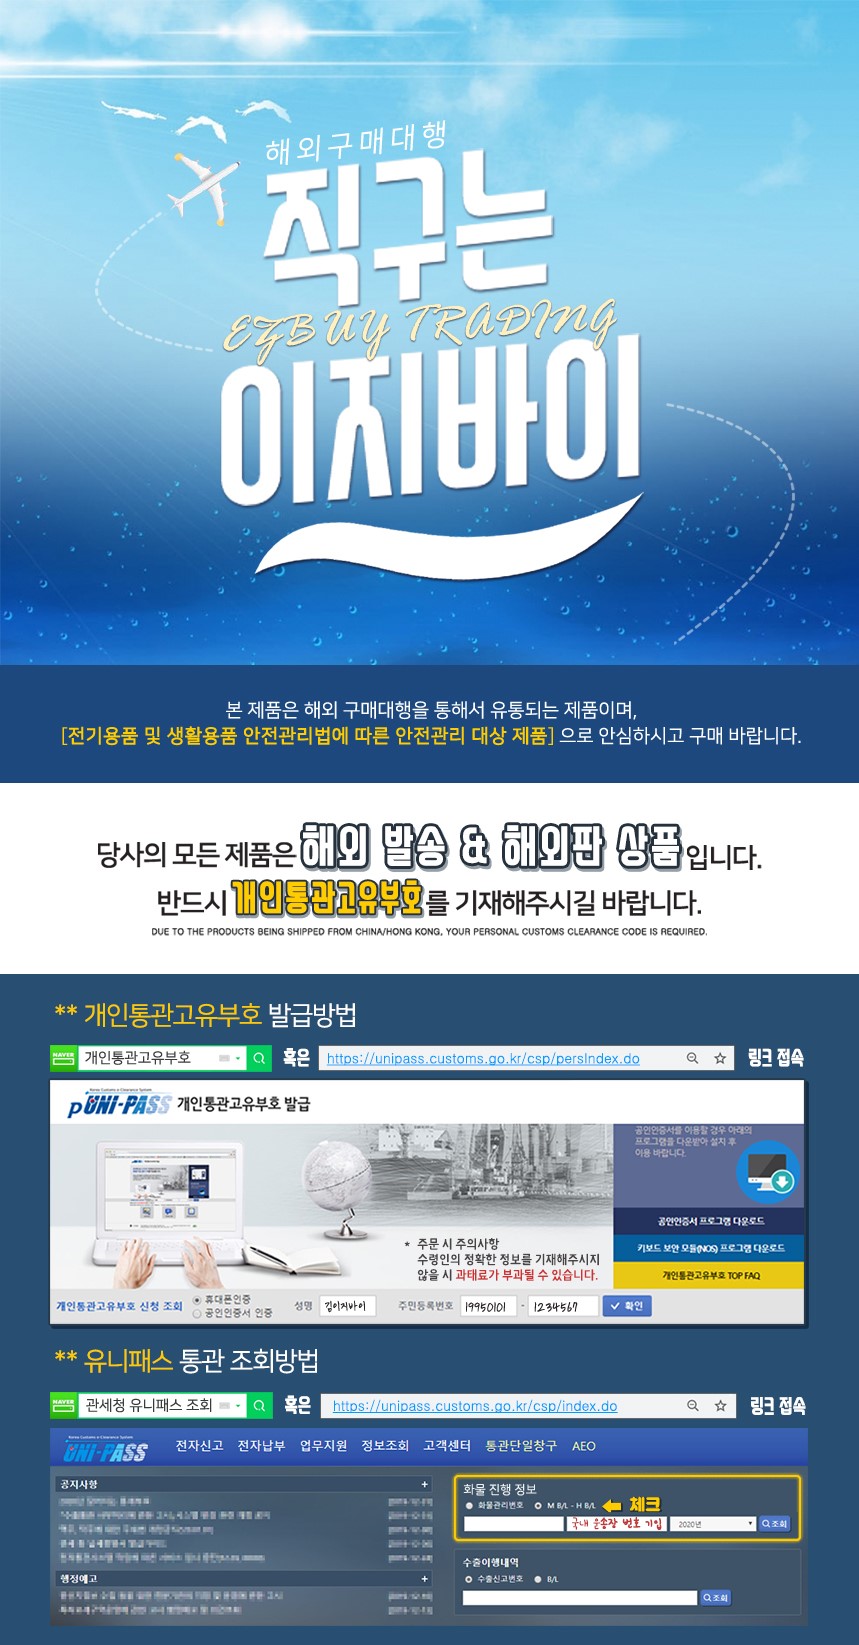 해외구매대행
직구는
EZBUY TRADING
이지바이
본 제품은 해외 구매대행을 통해서 유통되는 제품이며,
[전기용품 및 생활용품 안전관리법에 따른 안전관리 대상 제품] 으로 안심하시고 구매 바랍니다.
당사의 모든 제품은 해외 발송 & 해외판 상품입니다.
반드시 개인통관고유부호를 기재해주시길 바랍니다.
DUE TO THE PRODUCTS BEING SHIPPED FROM CHINA/HONG KONG, YOUR PERSONAL CUSTOMS CLEARANCE CODE IS REQUIRED.
** 개인통관고유부호 발급방법
NAVER 개인통관고유부호 혹은 https://unipass.customs.go.kr/csp/persIndex.do 링크 접속
Korea Customs e-Clearance System
pUNI-PASS 개인통관고유부호 발급
공인인증서를 이용할 경우 아래의
프로그램을 다운받아 설치 후
이용 바랍니다.
공인인증서 프로그램 다운로드
키보드 보안 모듈(NOS) 프로그램 다운로드
개인통관고유부호 TOP FAQ
* 주문 시 주의사항
수령인의 정확한 정보를 기재해주시지
않을 시 과태료가 부과될 수 있습니다.
개인통관고유부호 신청 조회 휴대폰인증 공인인증서 인증 성명 김이지바이 주민등록번호 19950101 - 1234567 확인
** 유니패스 통관 조회방법
NAVER 관세청 유니패스 조회 혹은 https://unipass.customs.go.kr/csp/index.do 링크 접속
Korea Customs e-Clearance System
UNI-PASS 전자신고 전자납부 업무지원 정보조회 고객센터 통관단일창구 AEO
공지사항 +
행정예고 +
화물 진행 정보
화물관리번호 M B/L - H B/L 체크
국내 운송장 번호 기입 2020년 조회
수출이행내역
수출신고번호 B/L
조회